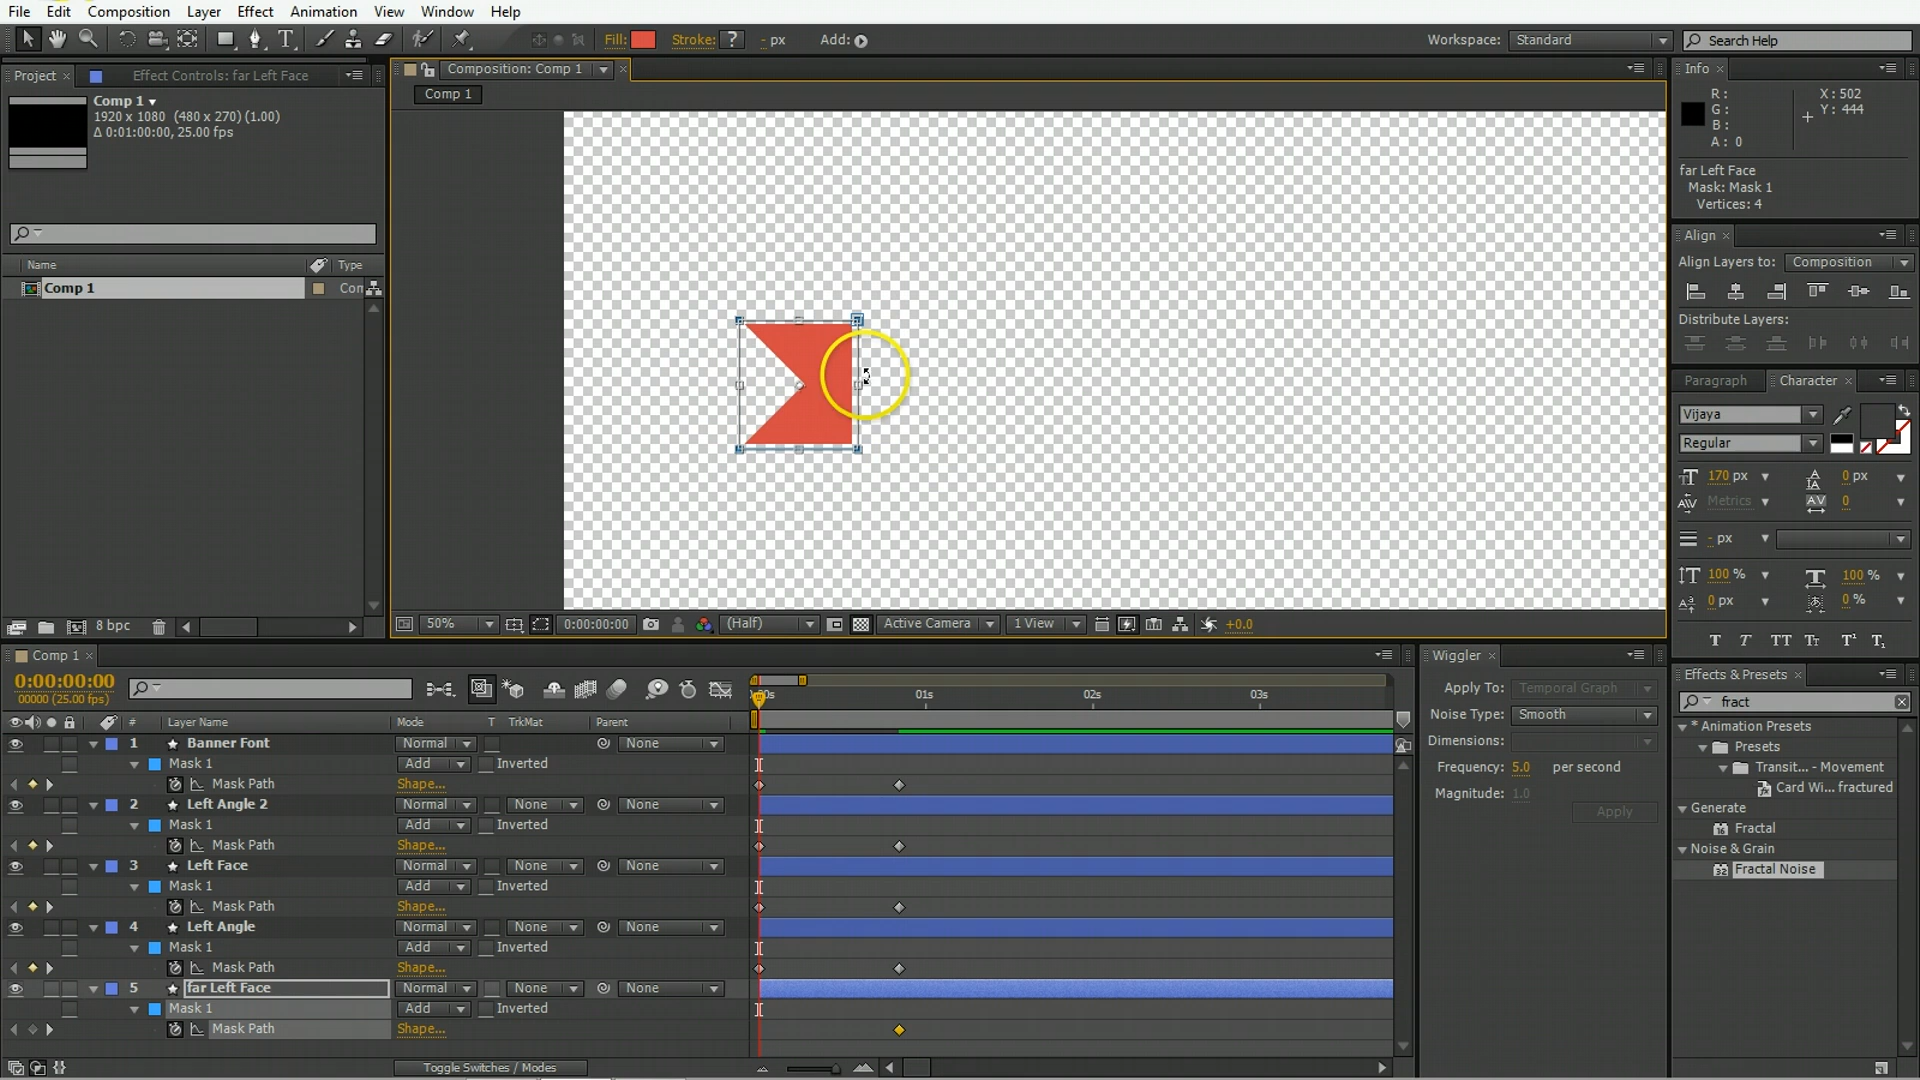 File Edit Composition Layer Effect Animation View Window Help
Fill: Stroke: ? - px Add:
Workspace: Standard Search Help
Project × Effect Controls: far Left Face
Comp 1
1920 x 1080 (480 x 270) (1.00)
Δ 0:01:00:00, 25.00 fps
Name Type
Comp 1 Con
8 bpc
Composition: Comp 1 ×
Comp 1
50% 0:00:00:00 (Half) Active Camera 1 View +0.0
Info ×
R: X: 502
G: Y: 444
B:
A: 0
far Left Face
Mask: Mask 1
Vertices: 4
Align ×
Align Layers to: Composition
Distribute Layers:
Paragraph Character ×
Vijaya
Regular
170 px 0 px
Metrics 0
- px
100 % 100 %
0 px 0 %
T T TT Tt T¹ T₁
Comp 1 ×
0:00:00:00
00000 (25.00 fps)
01s 02s 03s
# Layer Name Mode T TrkMat Parent
1 Banner Font Normal None
Mask 1 Add Inverted
Mask Path Shape...
2 Left Angle 2 Normal None None
Mask 1 Add Inverted
Mask Path Shape...
3 Left Face Normal None None
Mask 1 Add Inverted
Mask Path Shape...
4 Left Angle Normal None None
Mask 1 Add Inverted
Mask Path Shape...
5 far Left Face Normal None None
Mask 1 Add Inverted
Mask Path Shape...
Toggle Switches / Modes
Wiggler ×
Apply To: Temporal Graph
Noise Type: Smooth
Dimensions:
Frequency: 5.0 per second
Magnitude: 1.0
Apply
Effects & Presets ×
fract
* Animation Presets
Presets
Transit... - Movement
Card Wi... fractured
Generate
Fractal
Noise & Grain
Fractal Noise